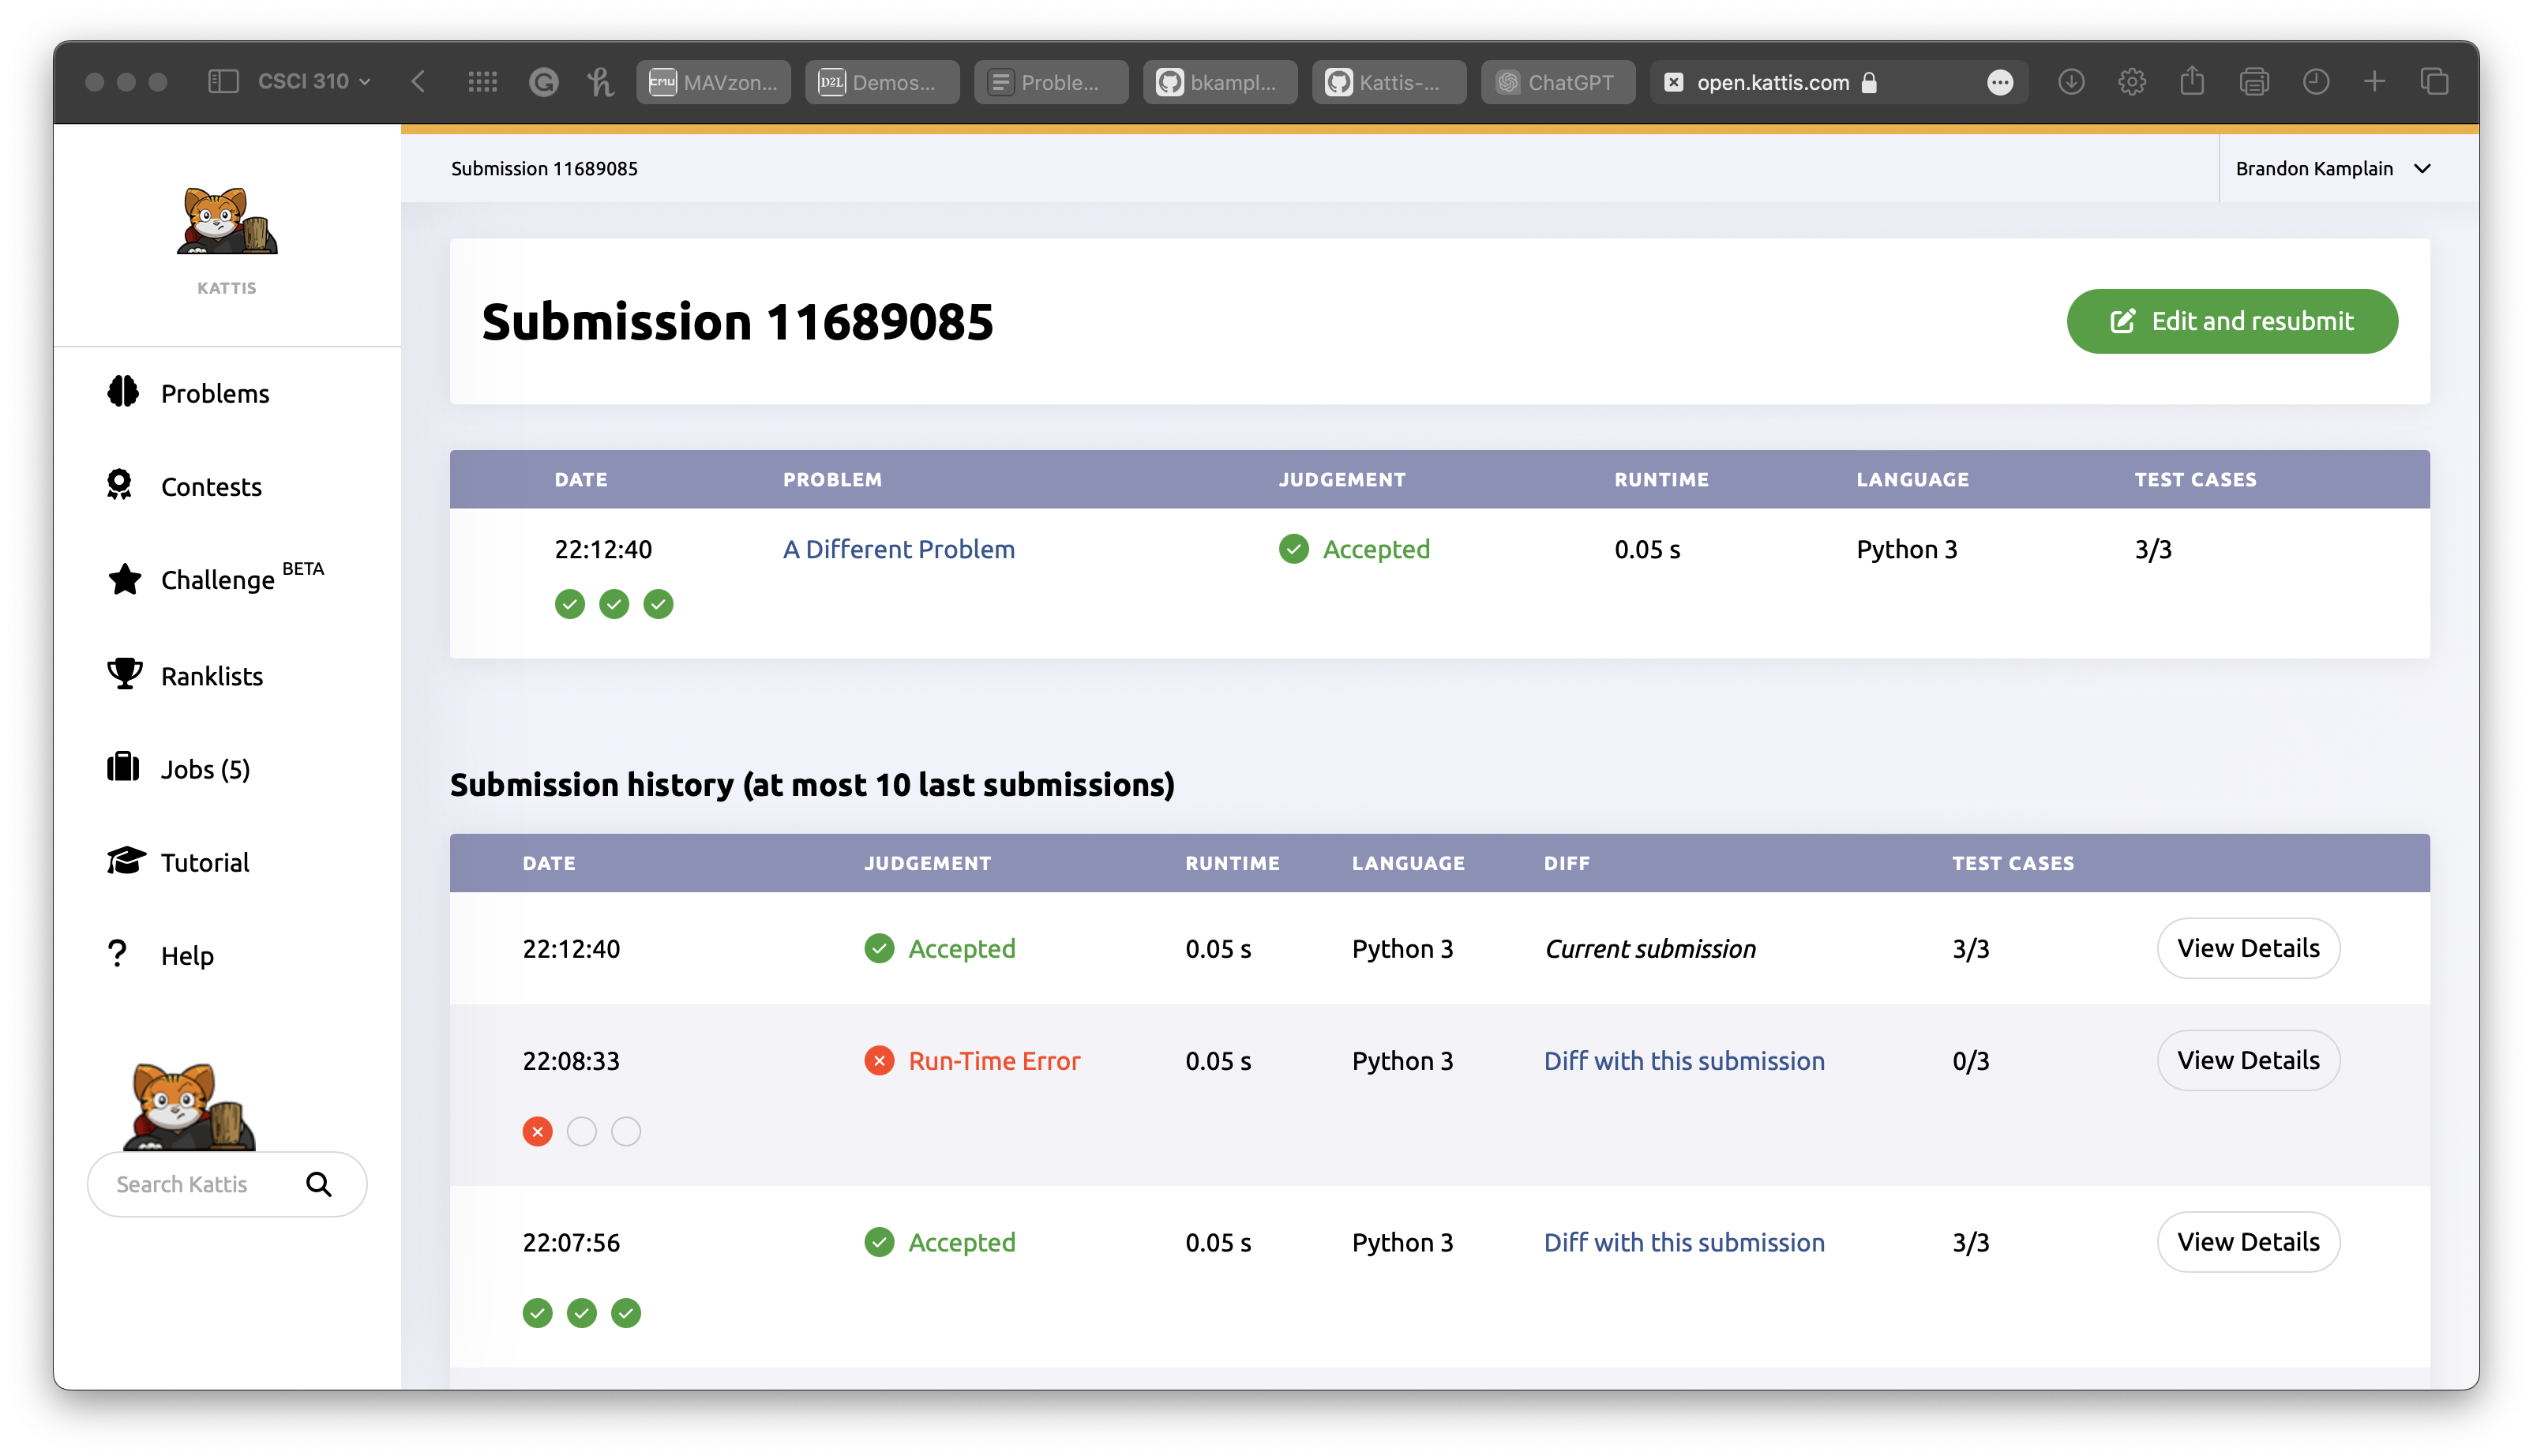 CSCI 310
MAVzon...
D2L Demos...
Proble...
bkampl...
Kattis-...
ChatGPT
open.kattis.com
Submission 11689085
Brandon Kamplain
KATTIS
Submission 11689085
Edit and resubmit
Problems
Contests
Challenge BETA
Ranklists
Jobs (5)
Tutorial
Help
Search Kattis
DATE PROBLEM JUDGEMENT RUNTIME LANGUAGE TEST CASES
22:12:40 A Different Problem Accepted 0.05 s Python 3 3/3
Submission history (at most 10 last submissions)
DATE JUDGEMENT RUNTIME LANGUAGE DIFF TEST CASES
22:12:40 Accepted 0.05 s Python 3 Current submission 3/3 View Details
22:08:33 Run-Time Error 0.05 s Python 3 Diff with this submission 0/3 View Details
22:07:56 Accepted 0.05 s Python 3 Diff with this submission 3/3 View Details